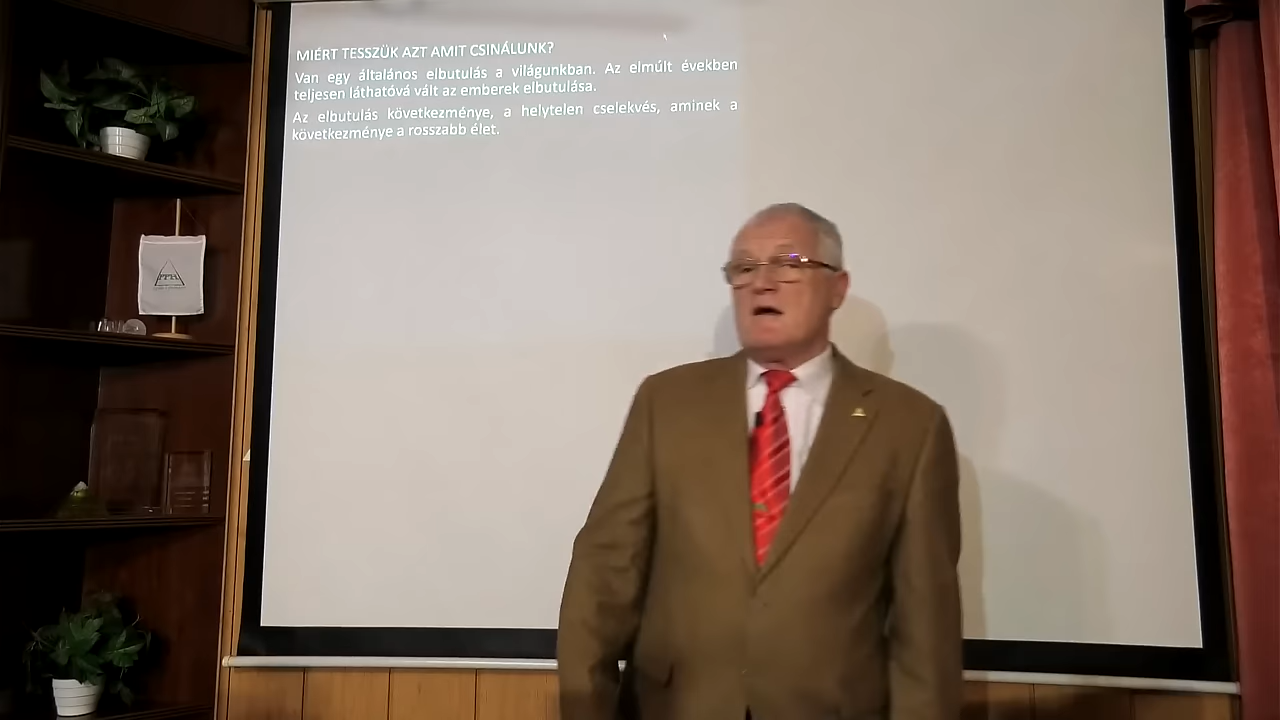 MIÉRT TESSZÜK AZT AMIT CSINÁLUNK?
Van egy általános elbutulás a világunkban. Az elmúlt években
teljesen láthatóvá vált az emberek elbutulása.
Az elbutulás következménye, a helytelen cselekvés, aminek a
következménye a rosszabb élet.